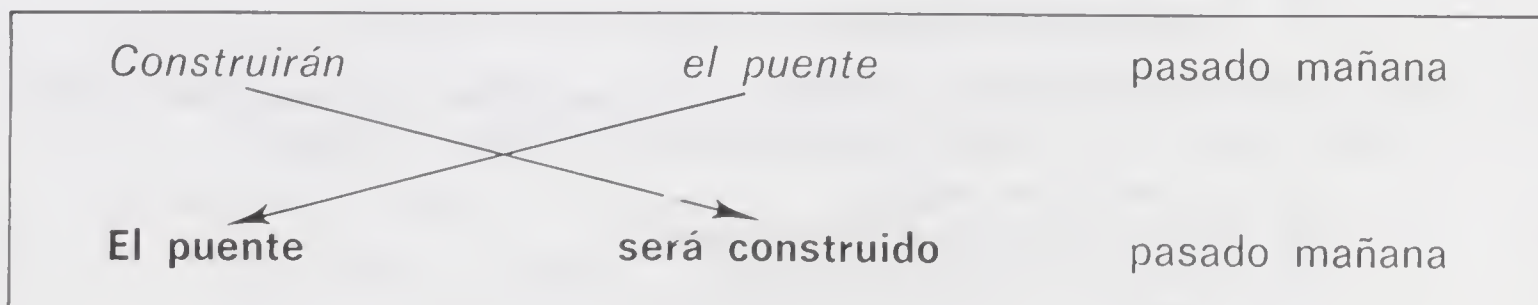 Construirán el puente pasado mañana
El puente será construido pasado mañana